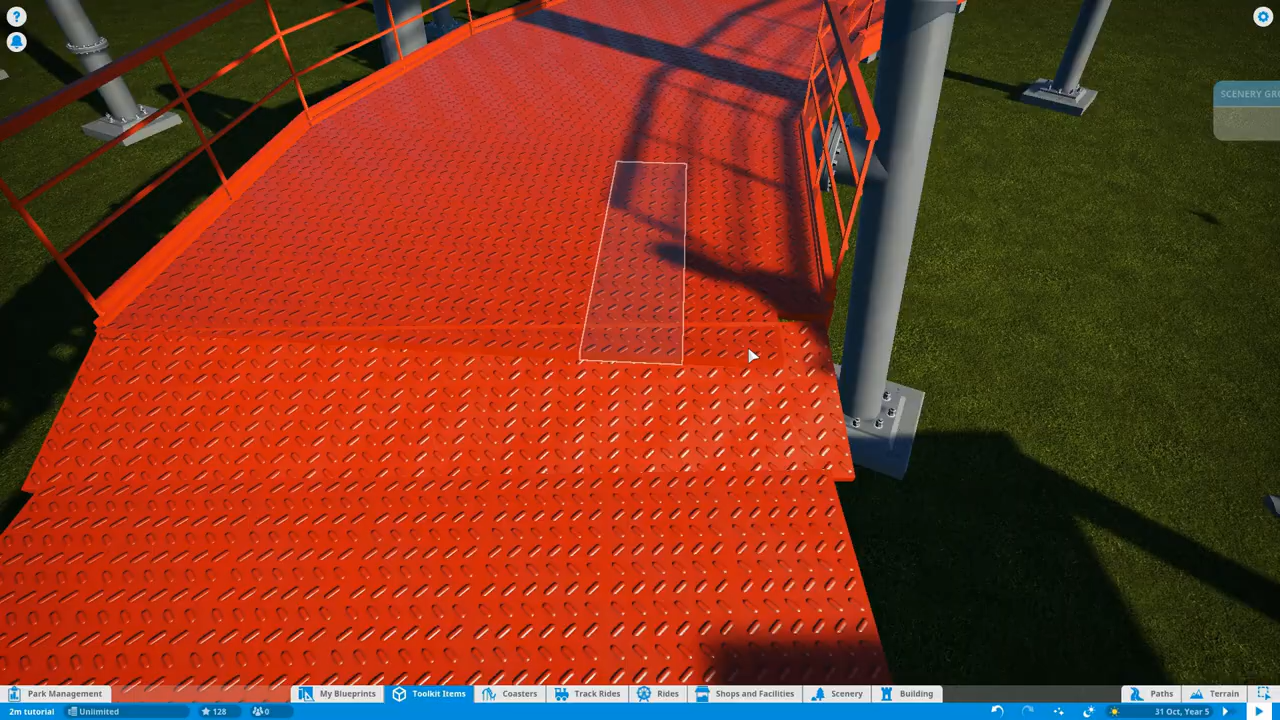 ?
SCENERY GRO
Park Management
My Blueprints
Toolkit Items
Coasters
Track Rides
Rides
Shops and Facilities
Scenery
Building
Paths
Terrain
2m tutorial
Unlimited
128
0
31 Oct, Year 5